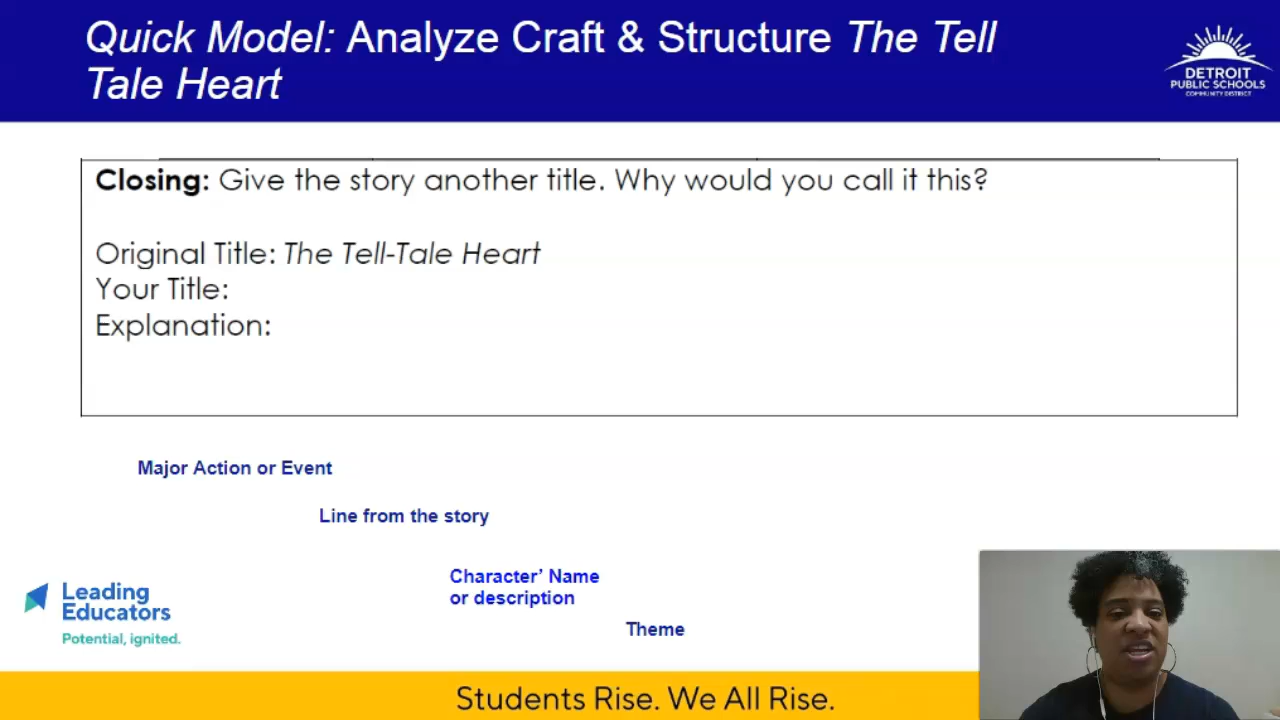 Quick Model: Analyze Craft & Structure The Tell
Tale Heart
DETROIT
PUBLIC SCHOOLS
COMMUNITY DISTRICT
Closing: Give the story another title. Why would you call it this?
Original Title: The Tell-Tale Heart
Your Title:
Explanation:
Major Action or Event
Line from the story
Character’ Name
or description
Theme
Leading
Educators
Potential, ignited.
Students Rise. We All Rise.